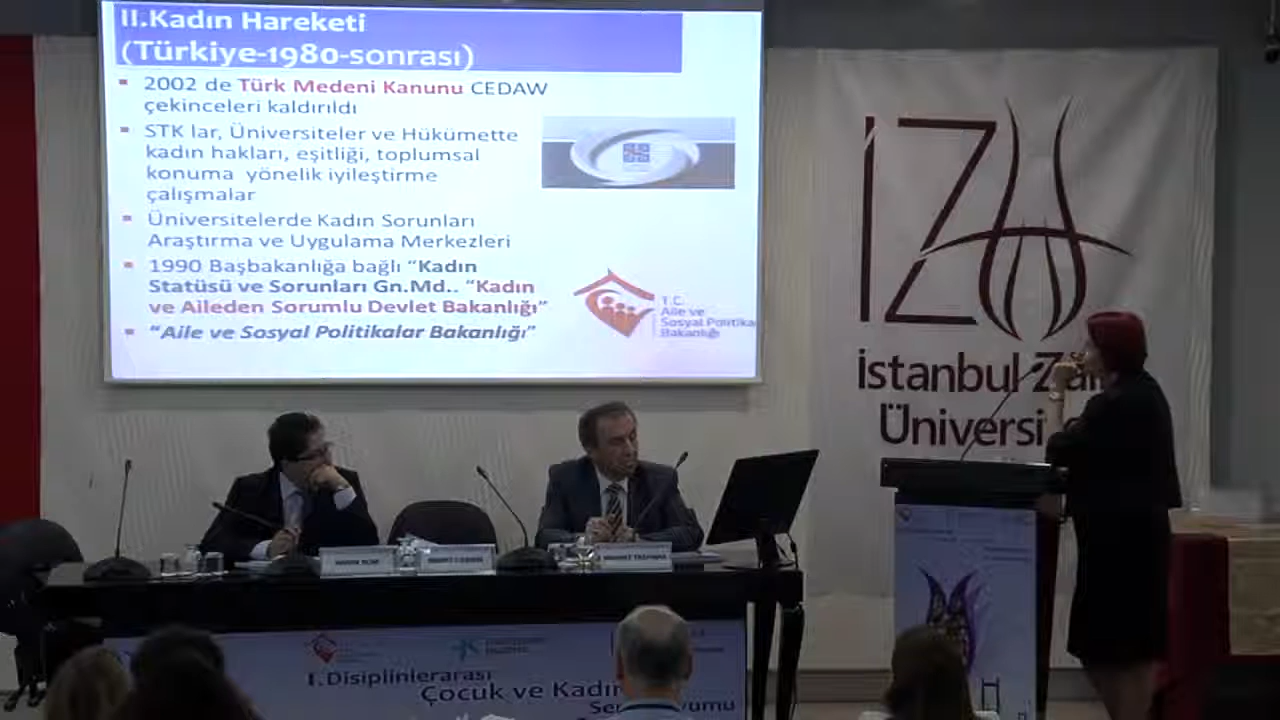 II.Kadın Hareketi
(Türkiye-1980-sonrası)
2002 de Türk Medeni Kanunu CEDAW
çekinceleri kaldırıldı
STK lar, Üniversiteler ve Hükümette
kadın hakları, eşitliği, toplumsal
konuma yönelik iyileştirme
çalışmalar
Üniversitelerde Kadın Sorunları
Araştırma ve Uygulama Merkezleri
1990 Başbakanlığa bağlı “Kadın
Statüsü ve Sorunları Gn.Md.. “Kadın
ve Aileden Sorumlu Devlet Bakanlığı”
“Aile ve Sosyal Politikalar Bakanlığı”
T.C.
Aile ve
Sosyal Politika
Bakanlığı
İZÜ
İstanbul Za
Üniversi
I.Disiplinlerarası
Çocuk ve Kadın
Se yumu